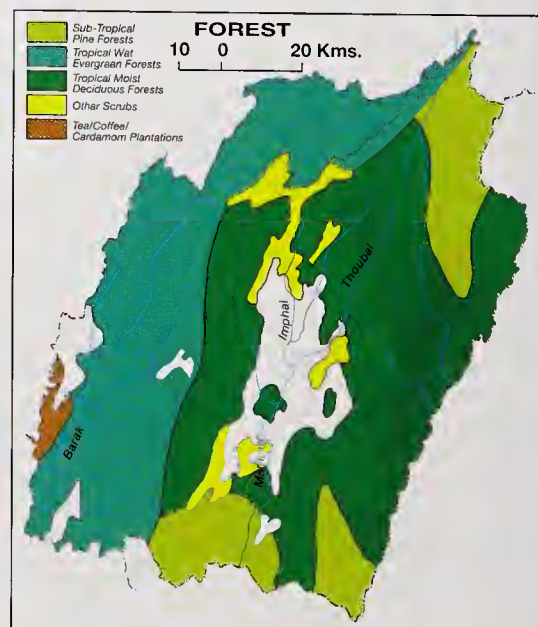 FOREST
10 0 20 Kms.
Sub-Tropical
Pine Forests
Tropical Wat
Evergraan Forests
Tropical Moist
Deciduous Forests
Other Scrubs
Tea/Coffee/
Cardamom Plantations
Thoubal
Imphal
Barak